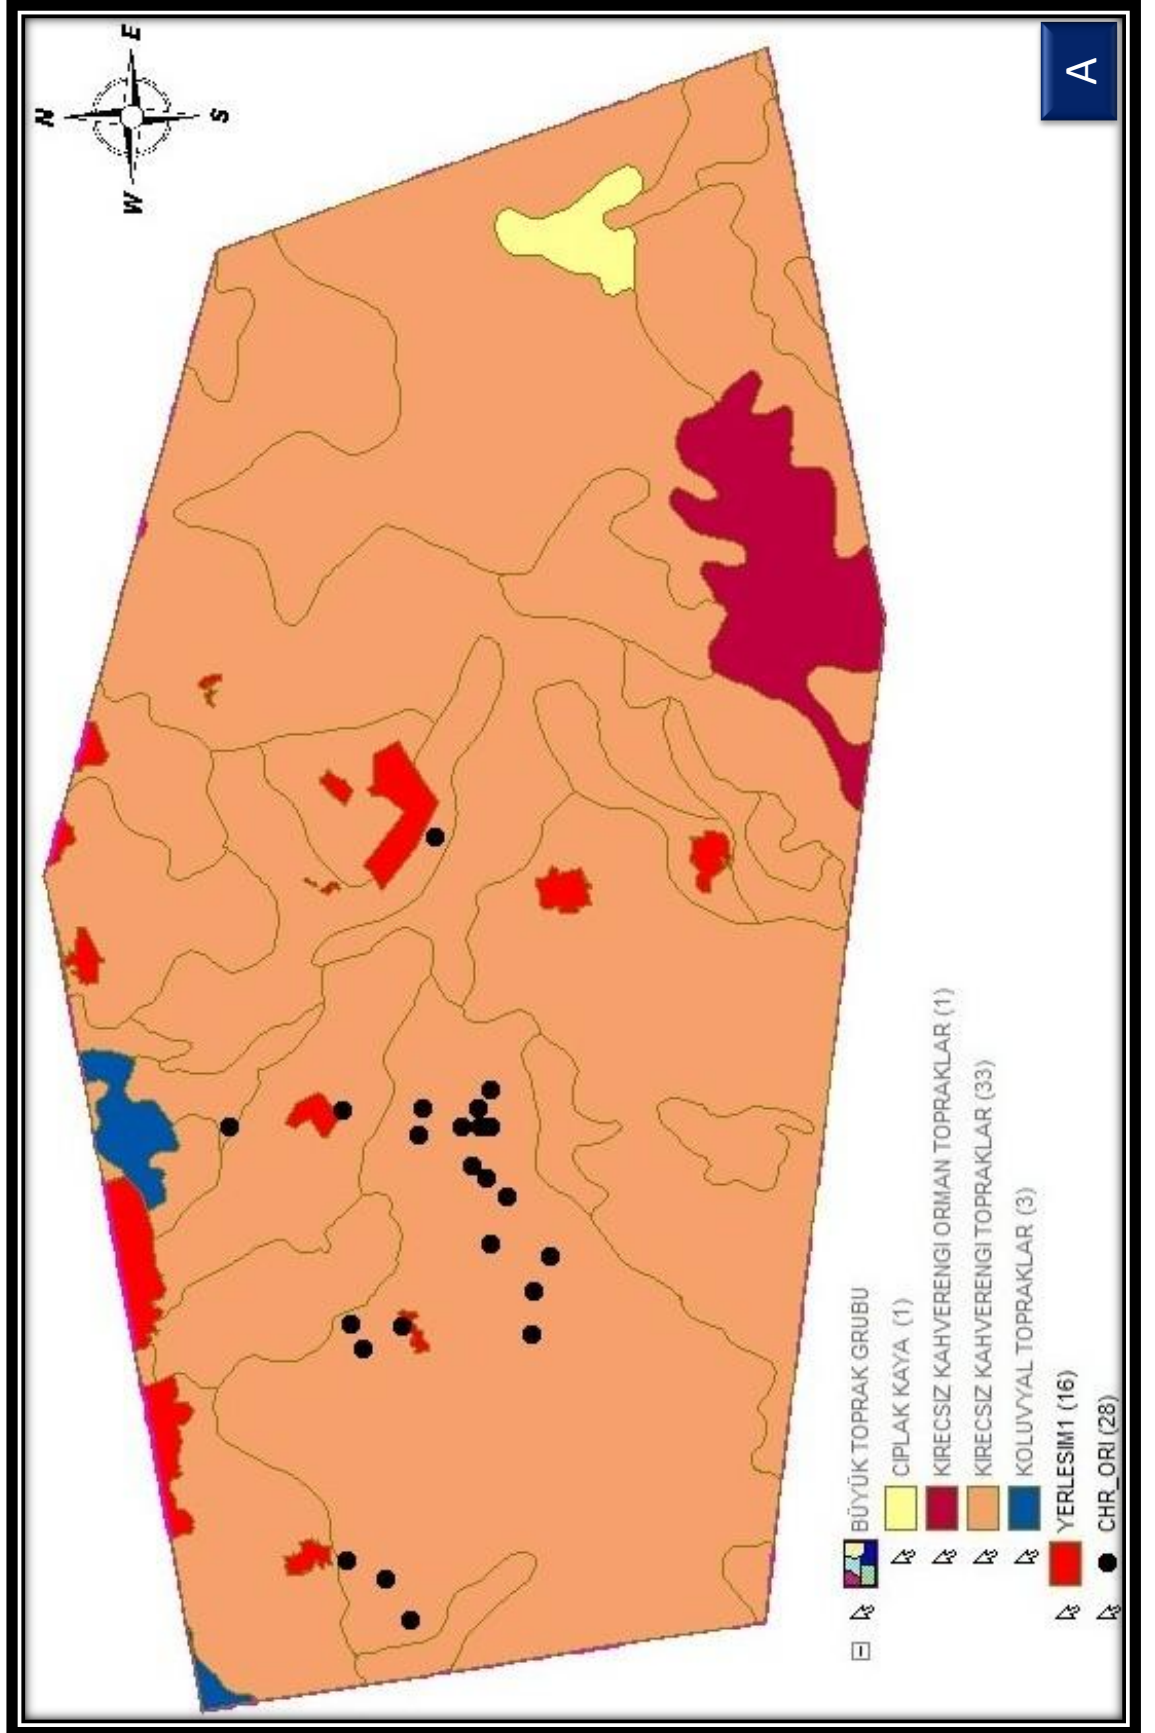 N
E
W
S
A
BÜYÜK TOPRAK GRUBU
CIPLAK KAYA (1)
KIRECSIZ KAHVERENGI ORMAN TOPRAKLAR (1)
KIRECSIZ KAHVERENGI TOPRAKLAR (33)
KOLUVYAL TOPRAKLAR (3)
YERLESIM1 (16)
CHR_ORI (28)